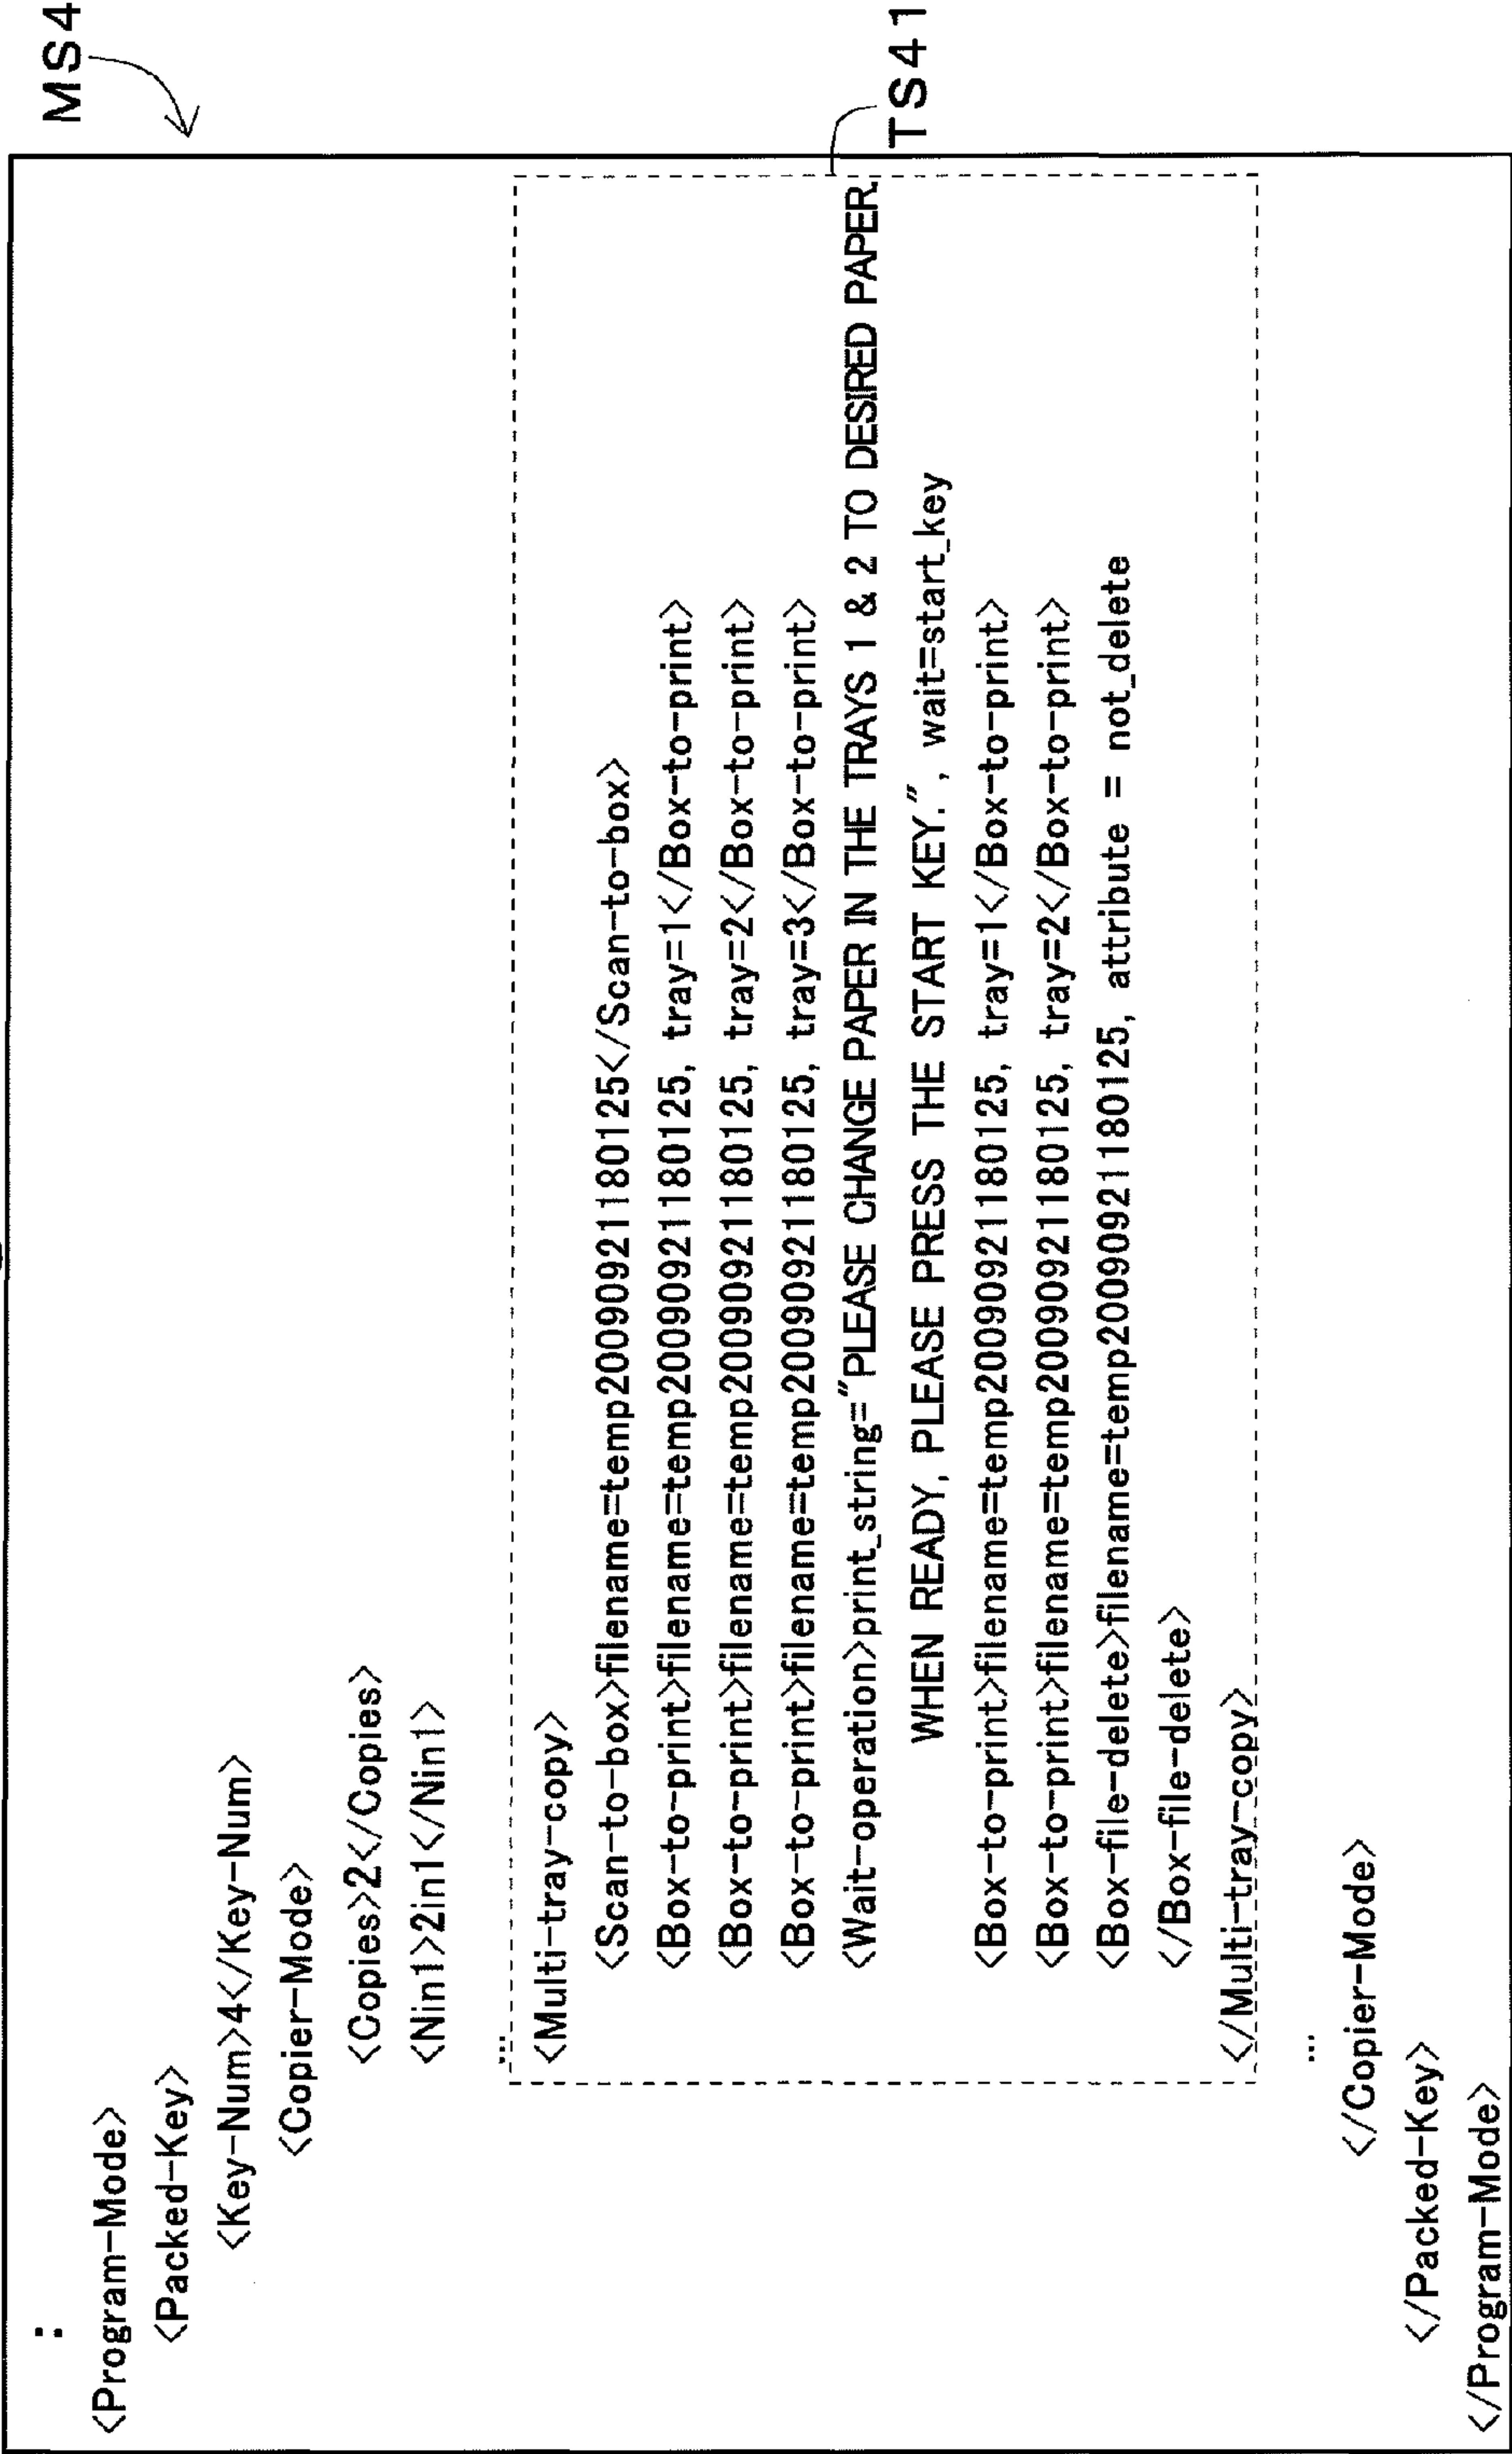 MS4
:
<Program-Mode>
<Packed-Key>
<Key-Num>4</Key-Num>
<Copier-Mode>
<Copies>2</Copies>
<Nin1>2in1</Nin1>
...
TS41
<Multi-tray-copy>
<Scan-to-box>filename=temp20090921180125</Scan-to-box>
<Box-to-print>filename=temp20090921180125, tray=1</Box-to-print>
<Box-to-print>filename=temp20090921180125, tray=2</Box-to-print>
<Box-to-print>filename=temp20090921180125, tray=3</Box-to-print>
<Wait-operation>print_string="PLEASE CHANGE PAPER IN THE TRAYS 1 & 2 TO DESIRED PAPER.
WHEN READY, PLEASE PRESS THE START KEY.", wait=start_key
<Box-to-print>filename=temp20090921180125, tray=1</Box-to-print>
<Box-to-print>filename=temp20090921180125, tray=2</Box-to-print>
<Box-file-delete>filename=temp20090921180125, attribute = not_delete
</Box-file-delete>
</Multi-tray-copy>
...
</Copier-Mode>
</Packed-Key>
</Program-Mode>